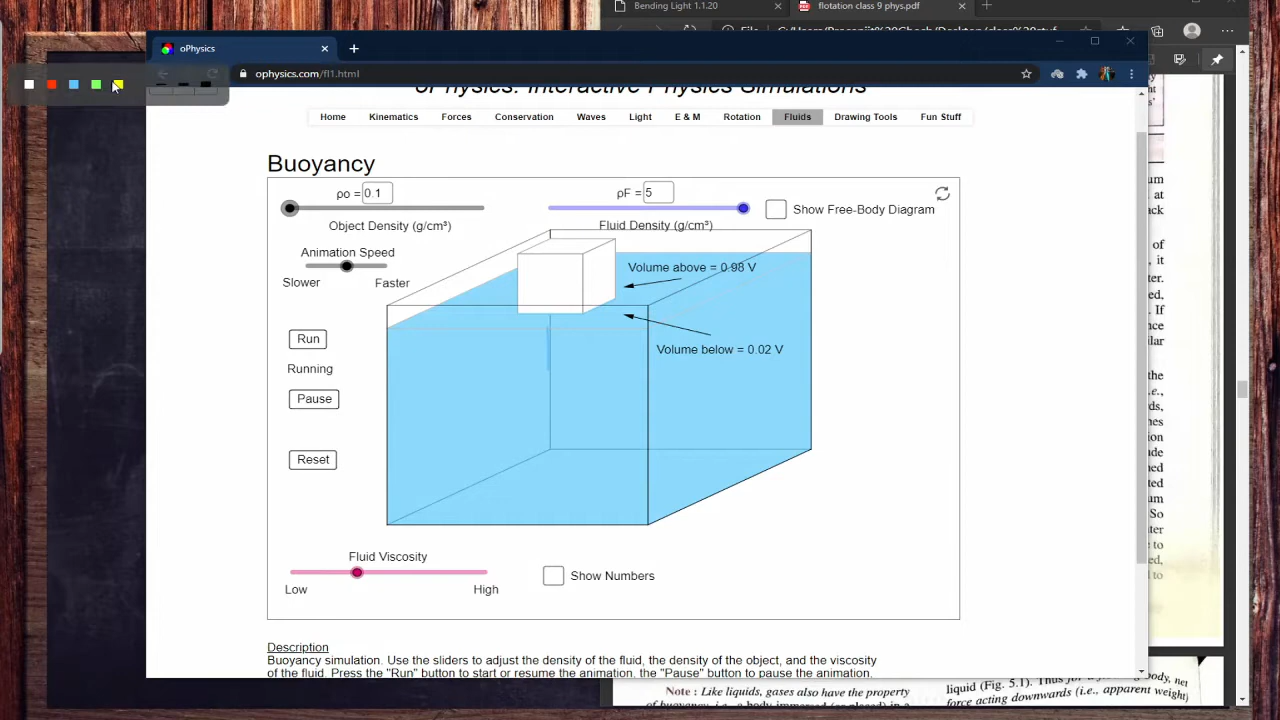 Bending Light 1.1.20
flotation class 9 phys.pdf
oPhysics
ophysics.com/fl1.html
oPhysics: Interactive Physics Simulations
Home Kinematics Forces Conservation Waves Light E & M Rotation Fluids Drawing Tools Fun Stuff
Buoyancy
ρo = 0.1
ρF = 5
Object Density (g/cm³)
Fluid Density (g/cm³)
Show Free-Body Diagram
Animation Speed
Slower Faster
Volume above = 0.98 V
Run
Running
Volume below = 0.02 V
Pause
Reset
Fluid Viscosity
Low High
Show Numbers
Description
Buoyancy simulation. Use the sliders to adjust the density of the fluid, the density of the object, and the viscosity
of the fluid. Press the "Run" button to start or resume the animation, the "Pause" button to pause the animation,
Note : Like liquids, gases also have the property
liquid (Fig. 5.1). Thus
body, net
force acting downwards (i.e., apparent weight)